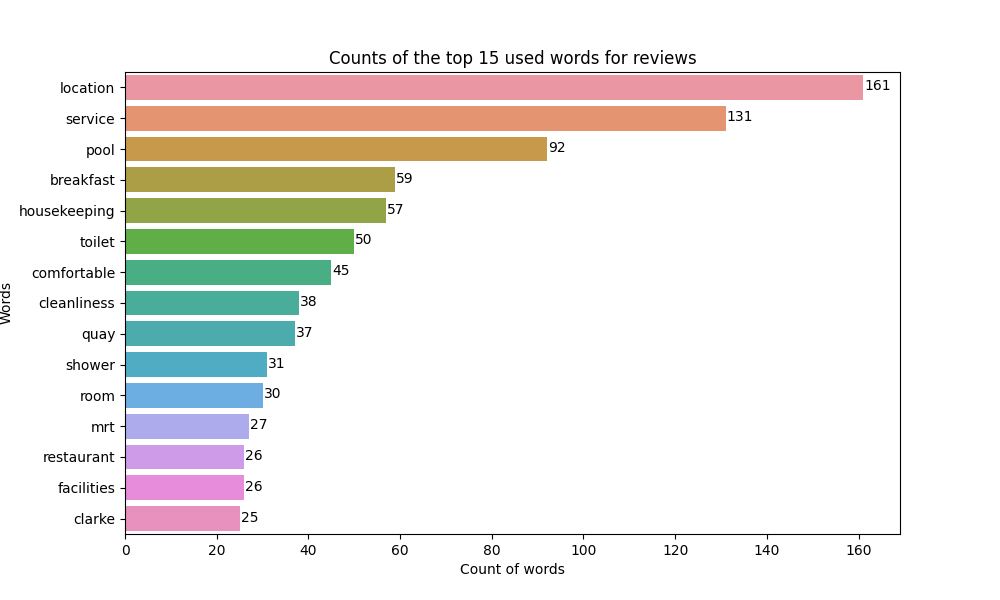 Counts of the top 15 used words for reviews
location 161
service 131
pool 92
breakfast 59
housekeeping 57
toilet 50
comfortable 45
cleanliness 38
quay 37
shower 31
room 30
mrt 27
restaurant 26
facilities 26
clarke 25
Words
0 20 40 60 80 100 120 140 160
Count of words